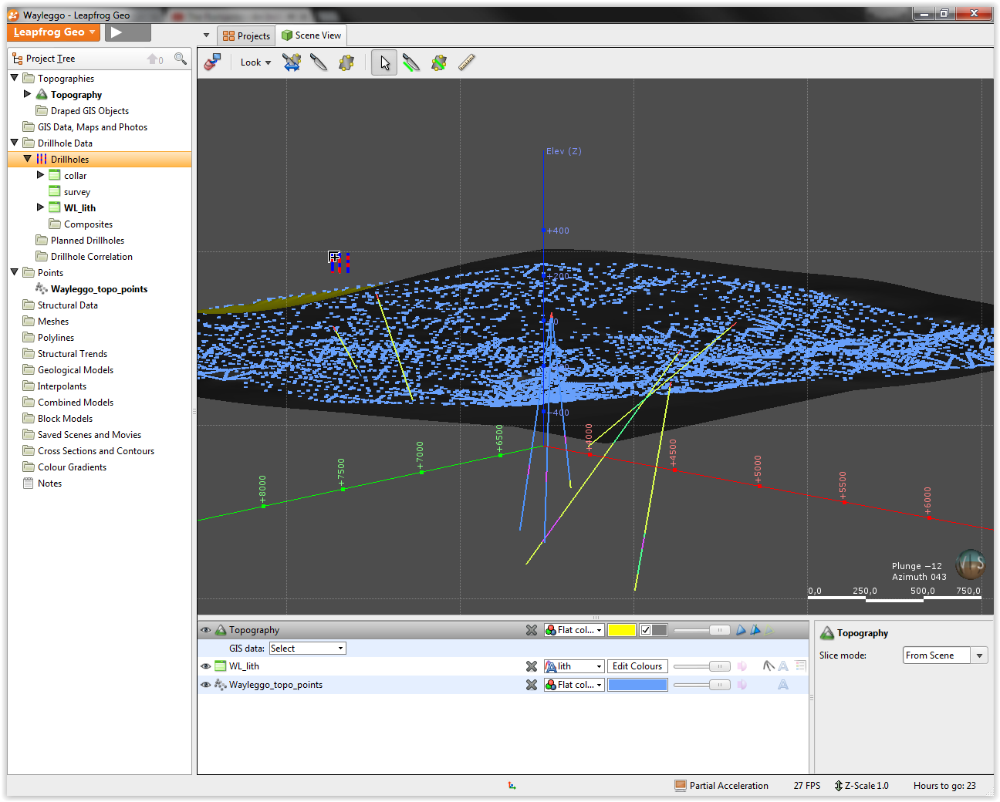 Wayleggo - Leapfrog Geo
Leapfrog Geo
Projects
Scene View
Project Tree
0
Look
Topographies
Topography
Draped GIS Objects
GIS Data, Maps and Photos
Drillhole Data
Drillholes
collar
survey
WL_lith
Composites
Planned Drillholes
Drillhole Correlation
Points
Wayleggo_topo_points
Structural Data
Meshes
Polylines
Structural Trends
Geological Models
Interpolants
Combined Models
Block Models
Saved Scenes and Movies
Cross Sections and Contours
Colour Gradients
Notes
Elev (Z)
+400
+200
-400
+8000
+7500
+7000
+6500
+4000
+4500
+5000
+5500
+6000
Plunge −12
Azimuth 043
0,0 250,0 500,0 750,0
Topography
Flat col...
GIS data: Select
WL_lith
lith
Edit Colours
Wayleggo_topo_points
Flat col...
Topography
Slice mode: From Scene
Partial Acceleration
27 FPS
Z-Scale 1.0
Hours to go: 23